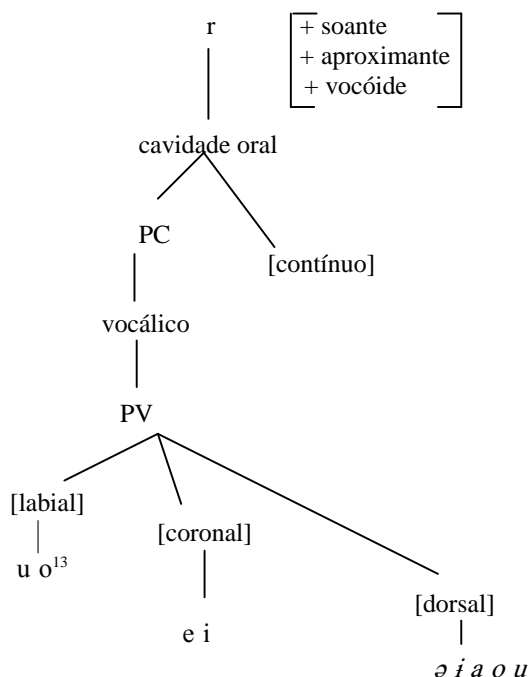 r
+ soante
+ aproximante
+ vocóide
cavidade oral
PC
[contínuo]
vocálico
PV
[labial]
[coronal]
u o¹³
[dorsal]
e i
ə ɨ a o u